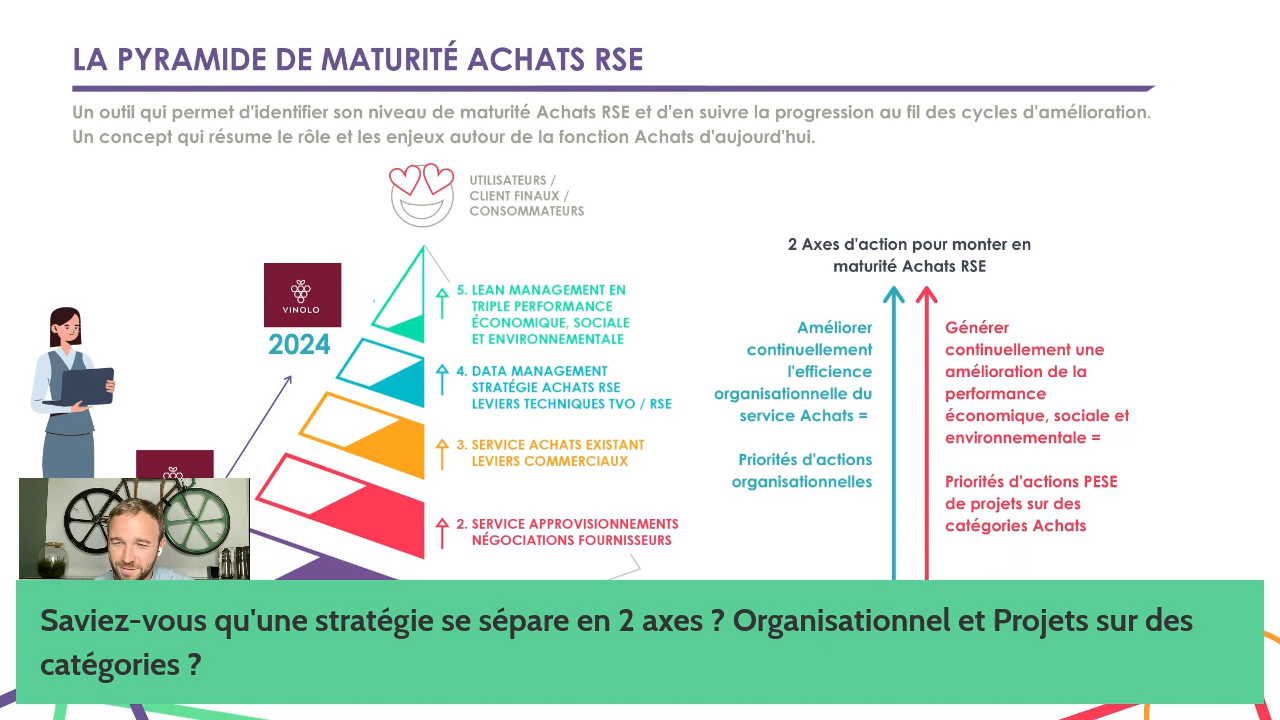 LA PYRAMIDE DE MATURITÉ ACHATS RSE
Un outil qui permet d'identifier son niveau de maturité Achats RSE et d'en suivre la progression au fil des cycles d'amélioration.
Un concept qui résume le rôle et les enjeux autour de la fonction Achats d'aujourd'hui.
UTILISATEURS /
CLIENT FINAUX /
CONSOMMATEURS
VINOLO
2024
5. LEAN MANAGEMENT EN
TRIPLE PERFORMANCE
ÉCONOMIQUE, SOCIALE
ET ENVIRONNEMENTALE
4. DATA MANAGEMENT
STRATÉGIE ACHATS RSE
LEVIERS TECHNIQUES TVO / RSE
3. SERVICE ACHATS EXISTANT
LEVIERS COMMERCIAUX
2. SERVICE APPROVISIONNEMENTS
NÉGOCIATIONS FOURNISSEURS
2 Axes d'action pour monter en
maturité Achats RSE
Améliorer
continuellement
l'efficience
organisationnelle du
service Achats =
Priorités d'actions
organisationnelles
Générer
continuellement une
amélioration de la
performance
économique, sociale et
environnementale =
Priorités d'actions PESE
de projets sur des
catégories Achats
Saviez-vous qu'une stratégie se sépare en 2 axes ? Organisationnel et Projets sur des
catégories ?